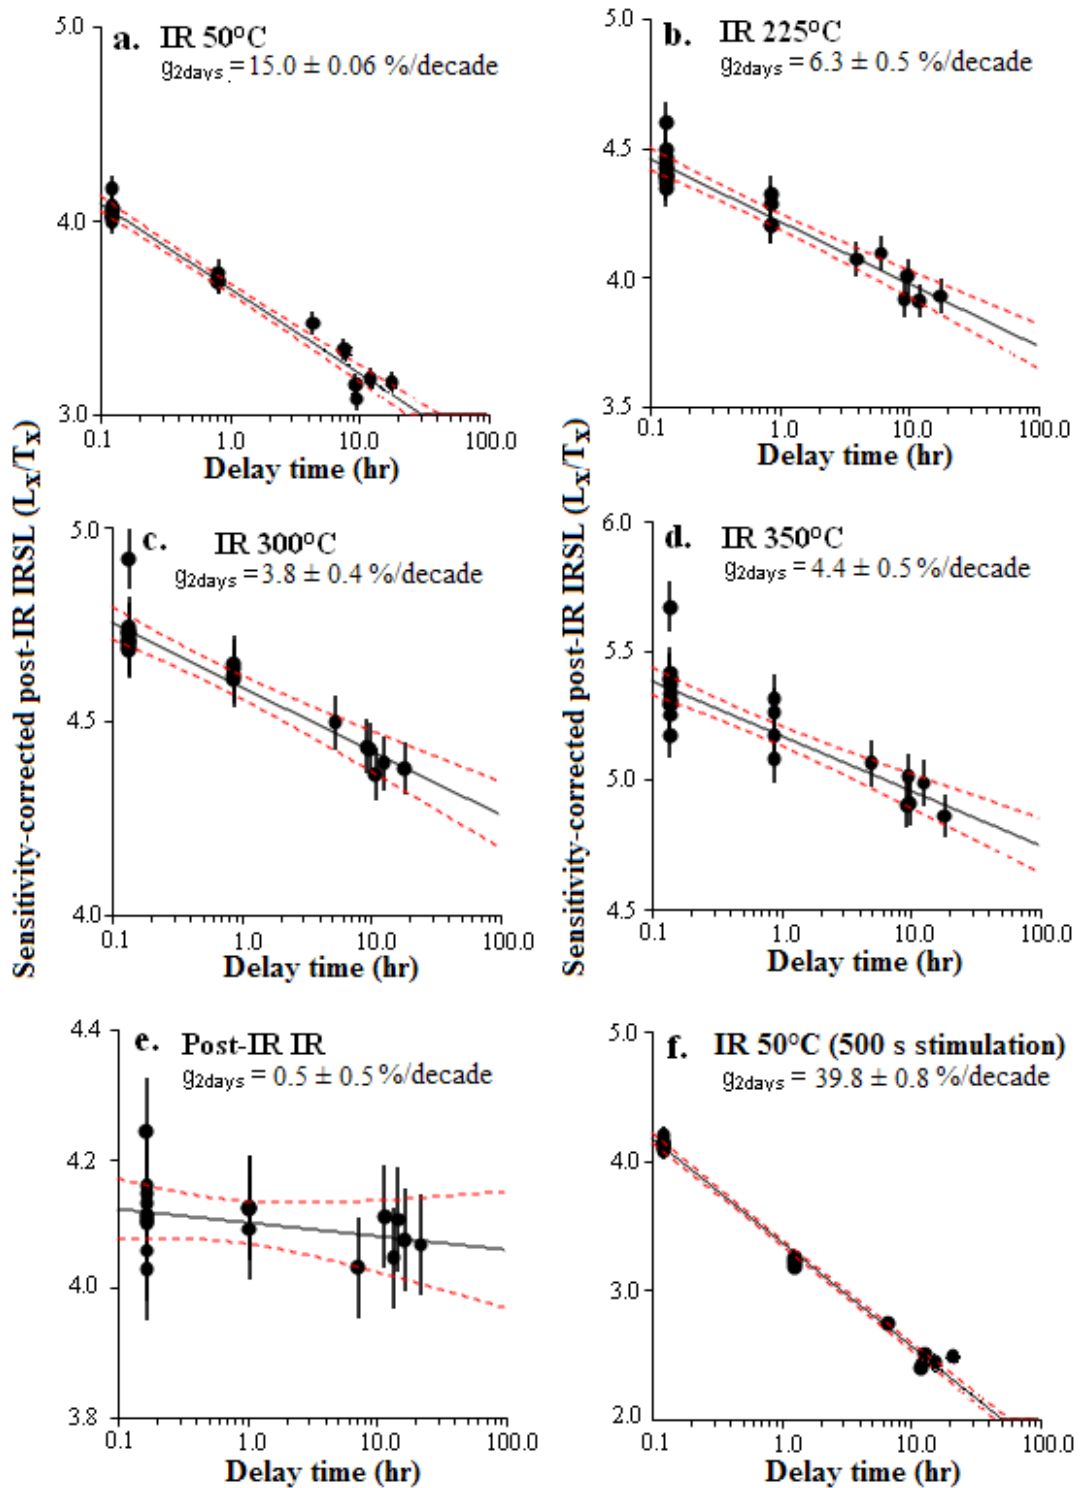 a. IR 50°C
g2days = 15.0 ± 0.06 %/decade
5.0
4.0
3.0
0.1 1.0 10.0 100.0
Delay time (hr)
b. IR 225°C
g2days = 6.3 ± 0.5 %/decade
5.0
4.5
4.0
3.5
0.1 1.0 10.0 100.0
Delay time (hr)
Sensitivity-corrected post-IR IRSL (Lx/Tx)
Sensitivity-corrected post-IR IRSL (Lx/Tx)
c. IR 300°C
g2days = 3.8 ± 0.4 %/decade
5.0
4.5
4.0
0.1 1.0 10.0 100.0
Delay time (hr)
d. IR 350°C
g2days = 4.4 ± 0.5 %/decade
6.0
5.5
5.0
4.5
0.1 1.0 10.0 100.0
Delay time (hr)
e. Post-IR IR
g2days = 0.5 ± 0.5 %/decade
4.4
4.2
4.0
3.8
0.1 1.0 10.0 100.0
Delay time (hr)
f. IR 50°C (500 s stimulation)
g2days = 39.8 ± 0.8 %/decade
5.0
4.0
3.0
2.0
0.1 1.0 10.0 100.0
Delay time (hr)